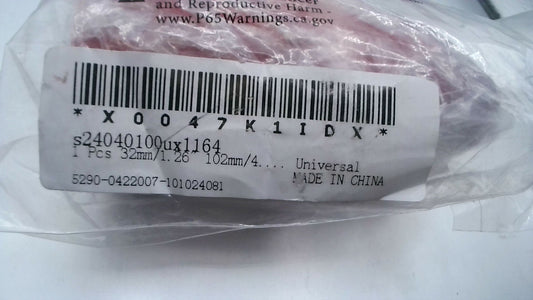 and Reproductive Harm -
www.P65Warnings.ca.gov
* X 0 0 4 7 K 1 I D X *
s24040100ux1164
1 Pcs 32mm/1.26" 102mm/4.... Universal
5290-0422007-101024081 MADE IN CHINA